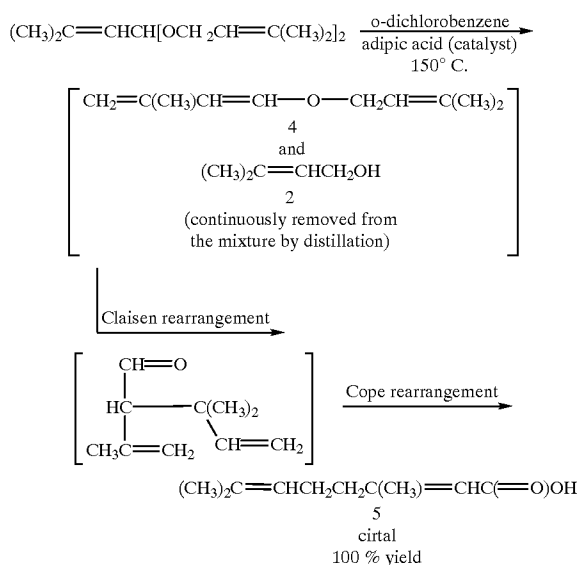 (CH3)2C=CHCH[OCH2CH=C(CH3)2]2
o-dichlorobenzene
adipic acid (catalyst)
150° C.
CH2=C(CH3)CH=CH—O—CH2CH=C(CH3)2
4
and
(CH3)2C=CHCH2OH
2
(continuously removed from
the mixture by distillation)
Claisen rearrangement
CH=O
HC—C(CH3)2
CH3C=CH2
CH=CH2
Cope rearrangement
(CH3)2C=CHCH2CH2C(CH3)=CHC(=O)OH
5
cirtal
100 % yield